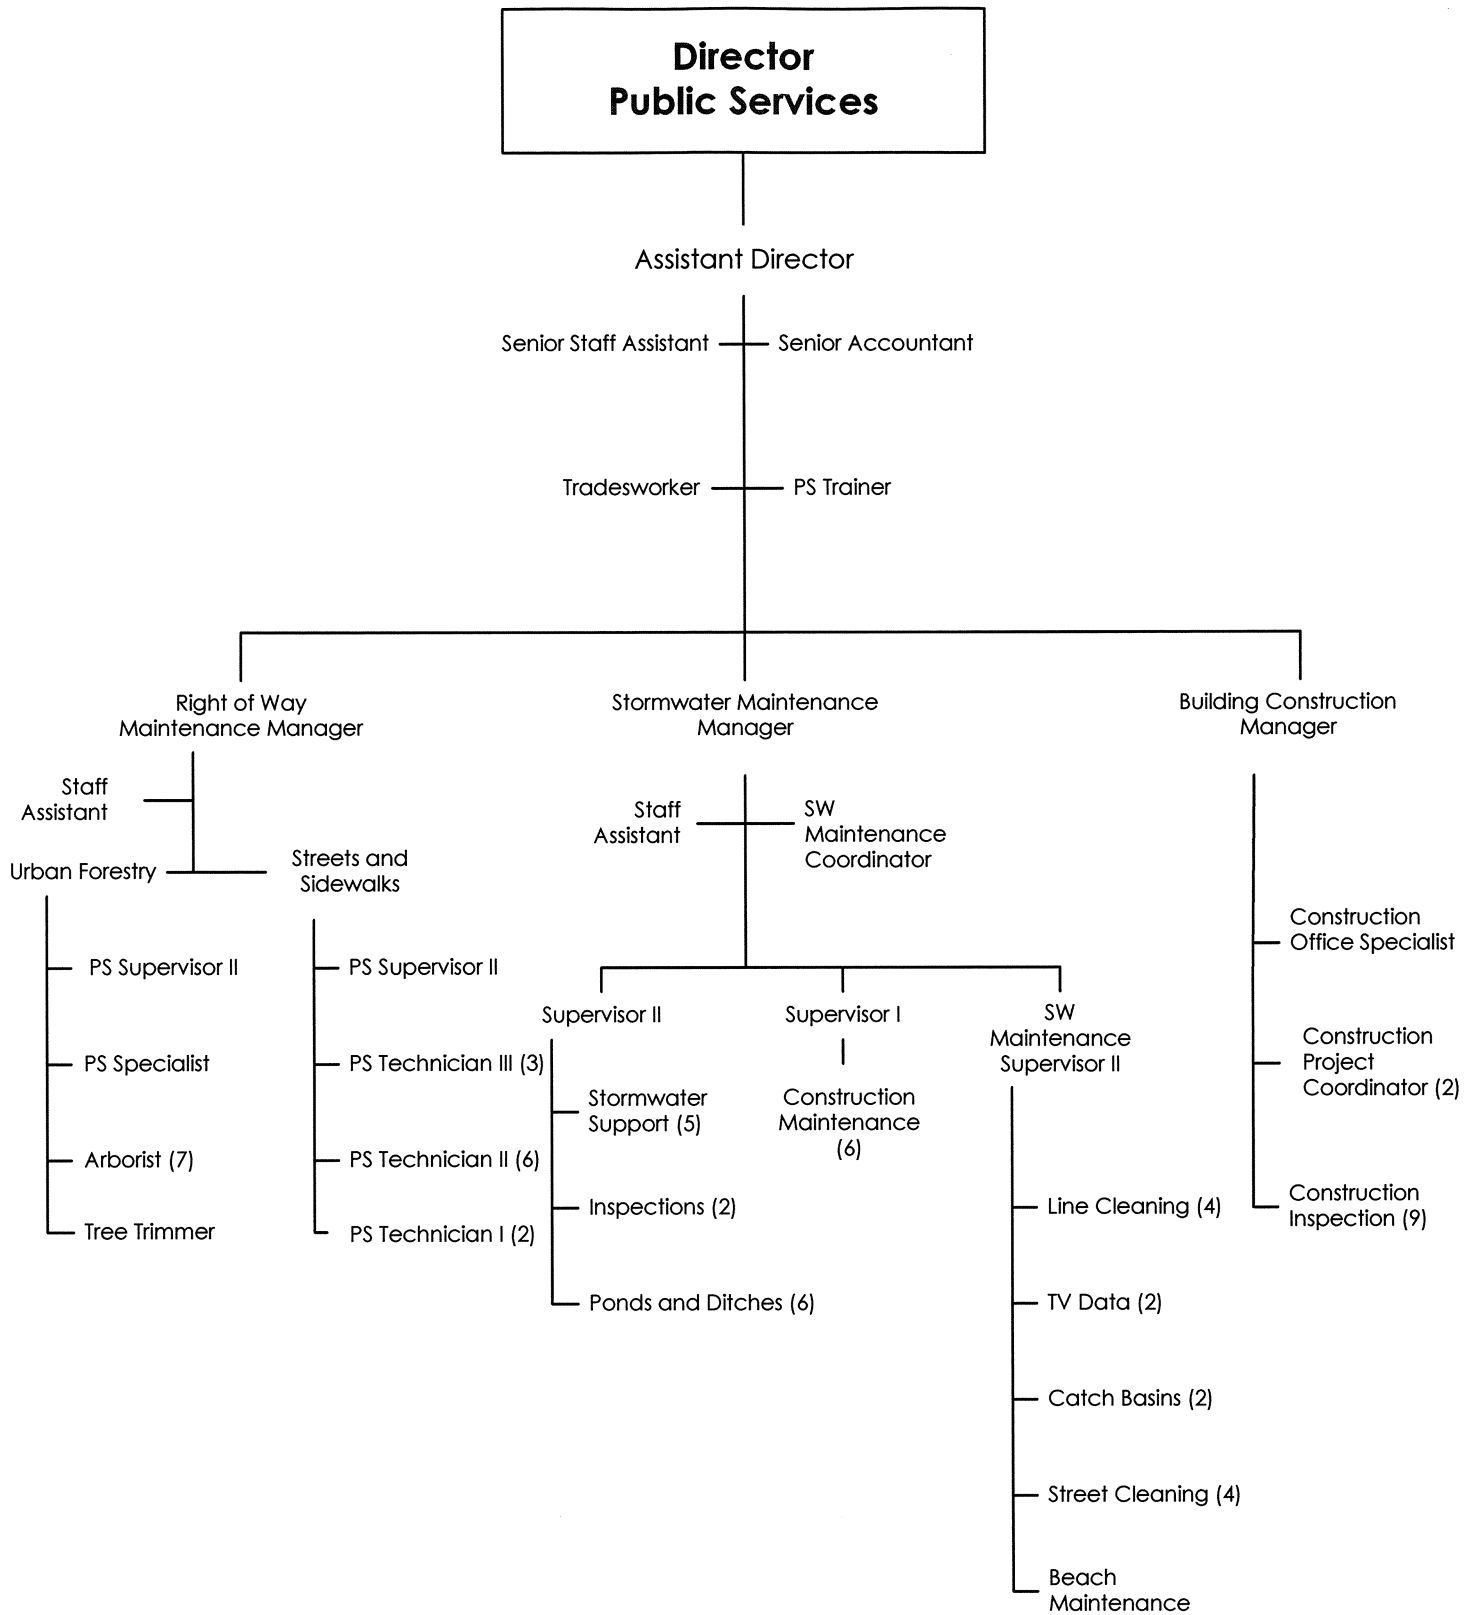 Director
Public Services
Assistant Director
Senior Staff Assistant
Senior Accountant
Tradesworker
PS Trainer
Right of Way
Maintenance Manager
Staff
Assistant
Urban Forestry
PS Supervisor II
PS Specialist
Arborist (7)
Tree Trimmer
Streets and
Sidewalks
PS Supervisor II
PS Technician III (3)
PS Technician II (6)
PS Technician I (2)
Stormwater Maintenance
Manager
Staff
Assistant
SW
Maintenance
Coordinator
Supervisor II
Stormwater
Support (5)
Inspections (2)
Ponds and Ditches (6)
Supervisor I
Construction
Maintenance
(6)
SW
Maintenance
Supervisor II
Line Cleaning (4)
TV Data (2)
Catch Basins (2)
Street Cleaning (4)
Beach
Maintenance
Building Construction
Manager
Construction
Office Specialist
Construction
Project
Coordinator (2)
Construction
Inspection (9)